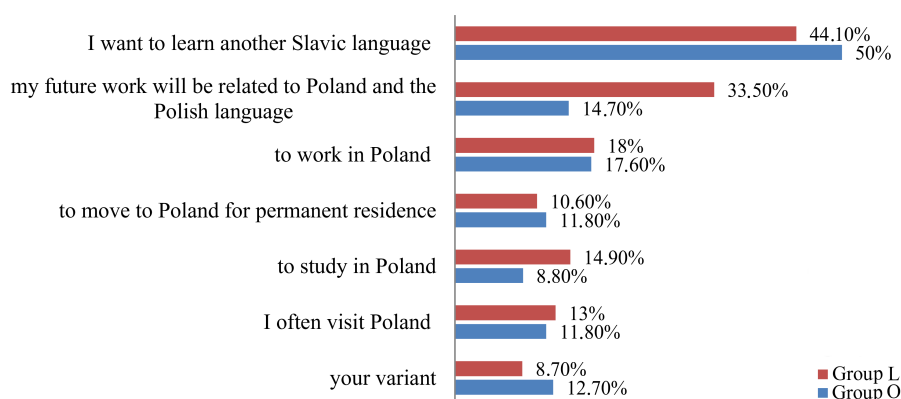 I want to learn another Slavic language
44.10%
50%
my future work will be related to Poland and the
Polish language
33.50%
14.70%
to work in Poland
18%
17.60%
to move to Poland for permanent residence
10.60%
11.80%
to study in Poland
14.90%
8.80%
I often visit Poland
13%
11.80%
your variant
8.70%
12.70%
Group L
Group O